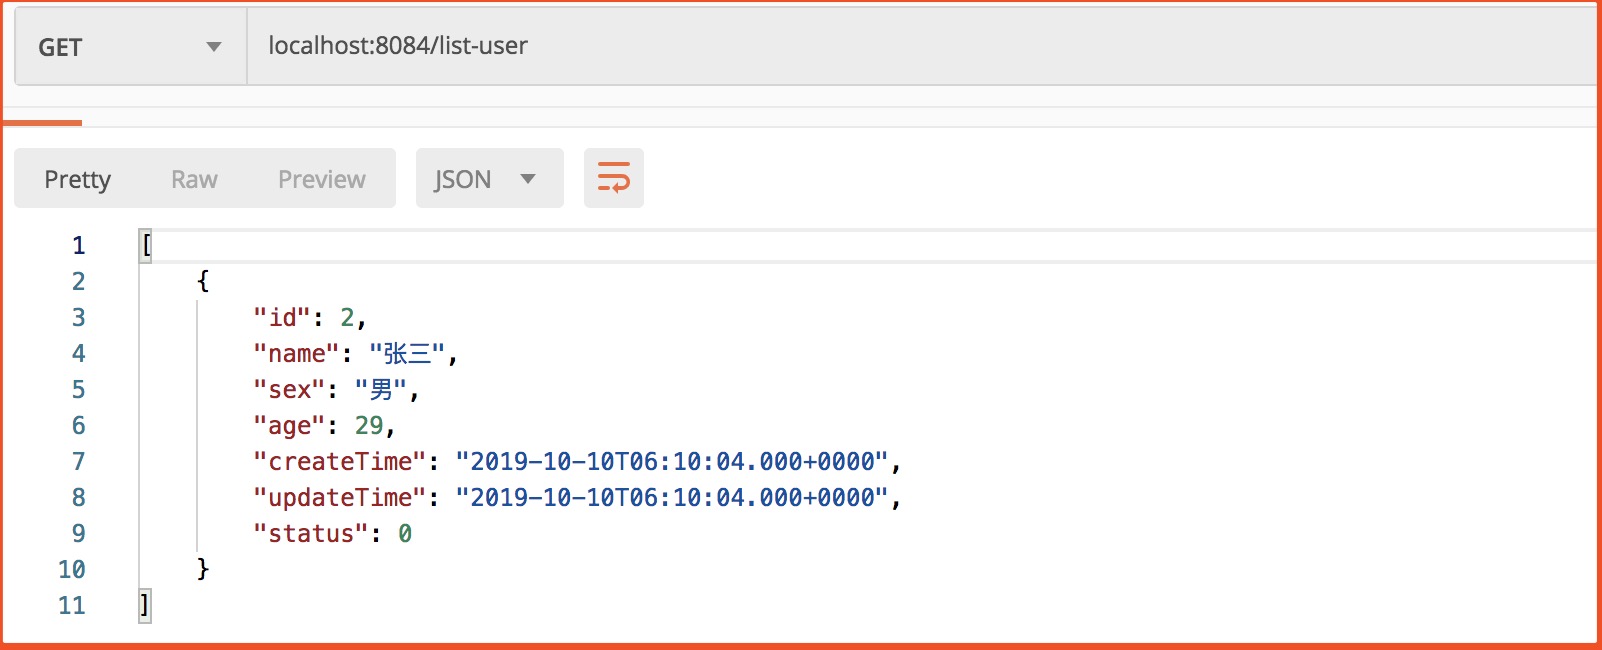 GET localhost:8084/list-user
Pretty Raw Preview JSON
1 [
2 {
3 "id": 2,
4 "name": "张三",
5 "sex": "男",
6 "age": 29,
7 "createTime": "2019-10-10T06:10:04.000+0000",
8 "updateTime": "2019-10-10T06:10:04.000+0000",
9 "status": 0
10 }
11 ]